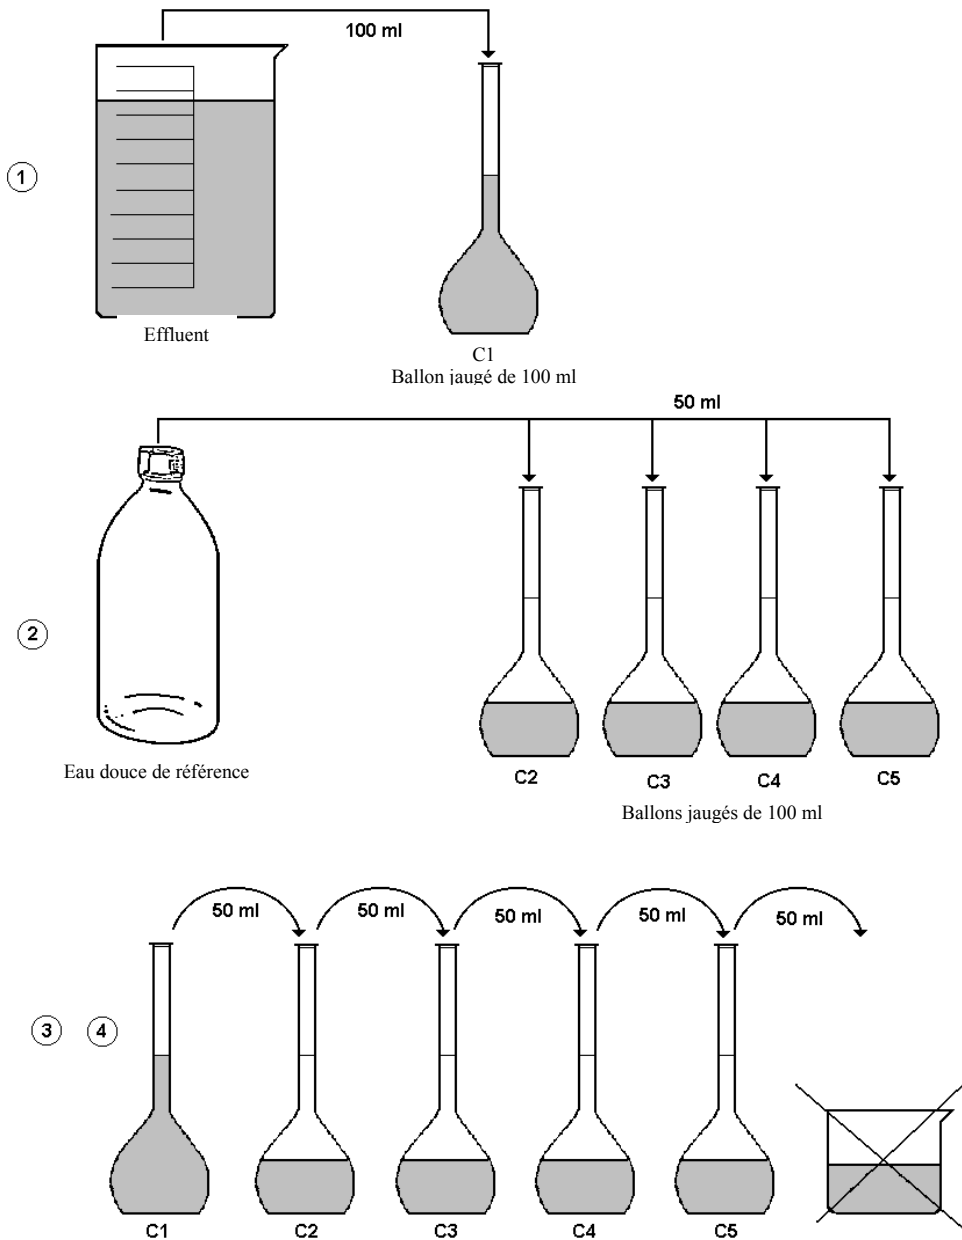 100 ml
1
Effluent
C1
Ballon jaugé de 100 ml
50 ml
2
Eau douce de référence
C2 C3 C4 C5
Ballons jaugés de 100 ml
50 ml 50 ml 50 ml 50 ml 50 ml
3 4
C1 C2 C3 C4 C5